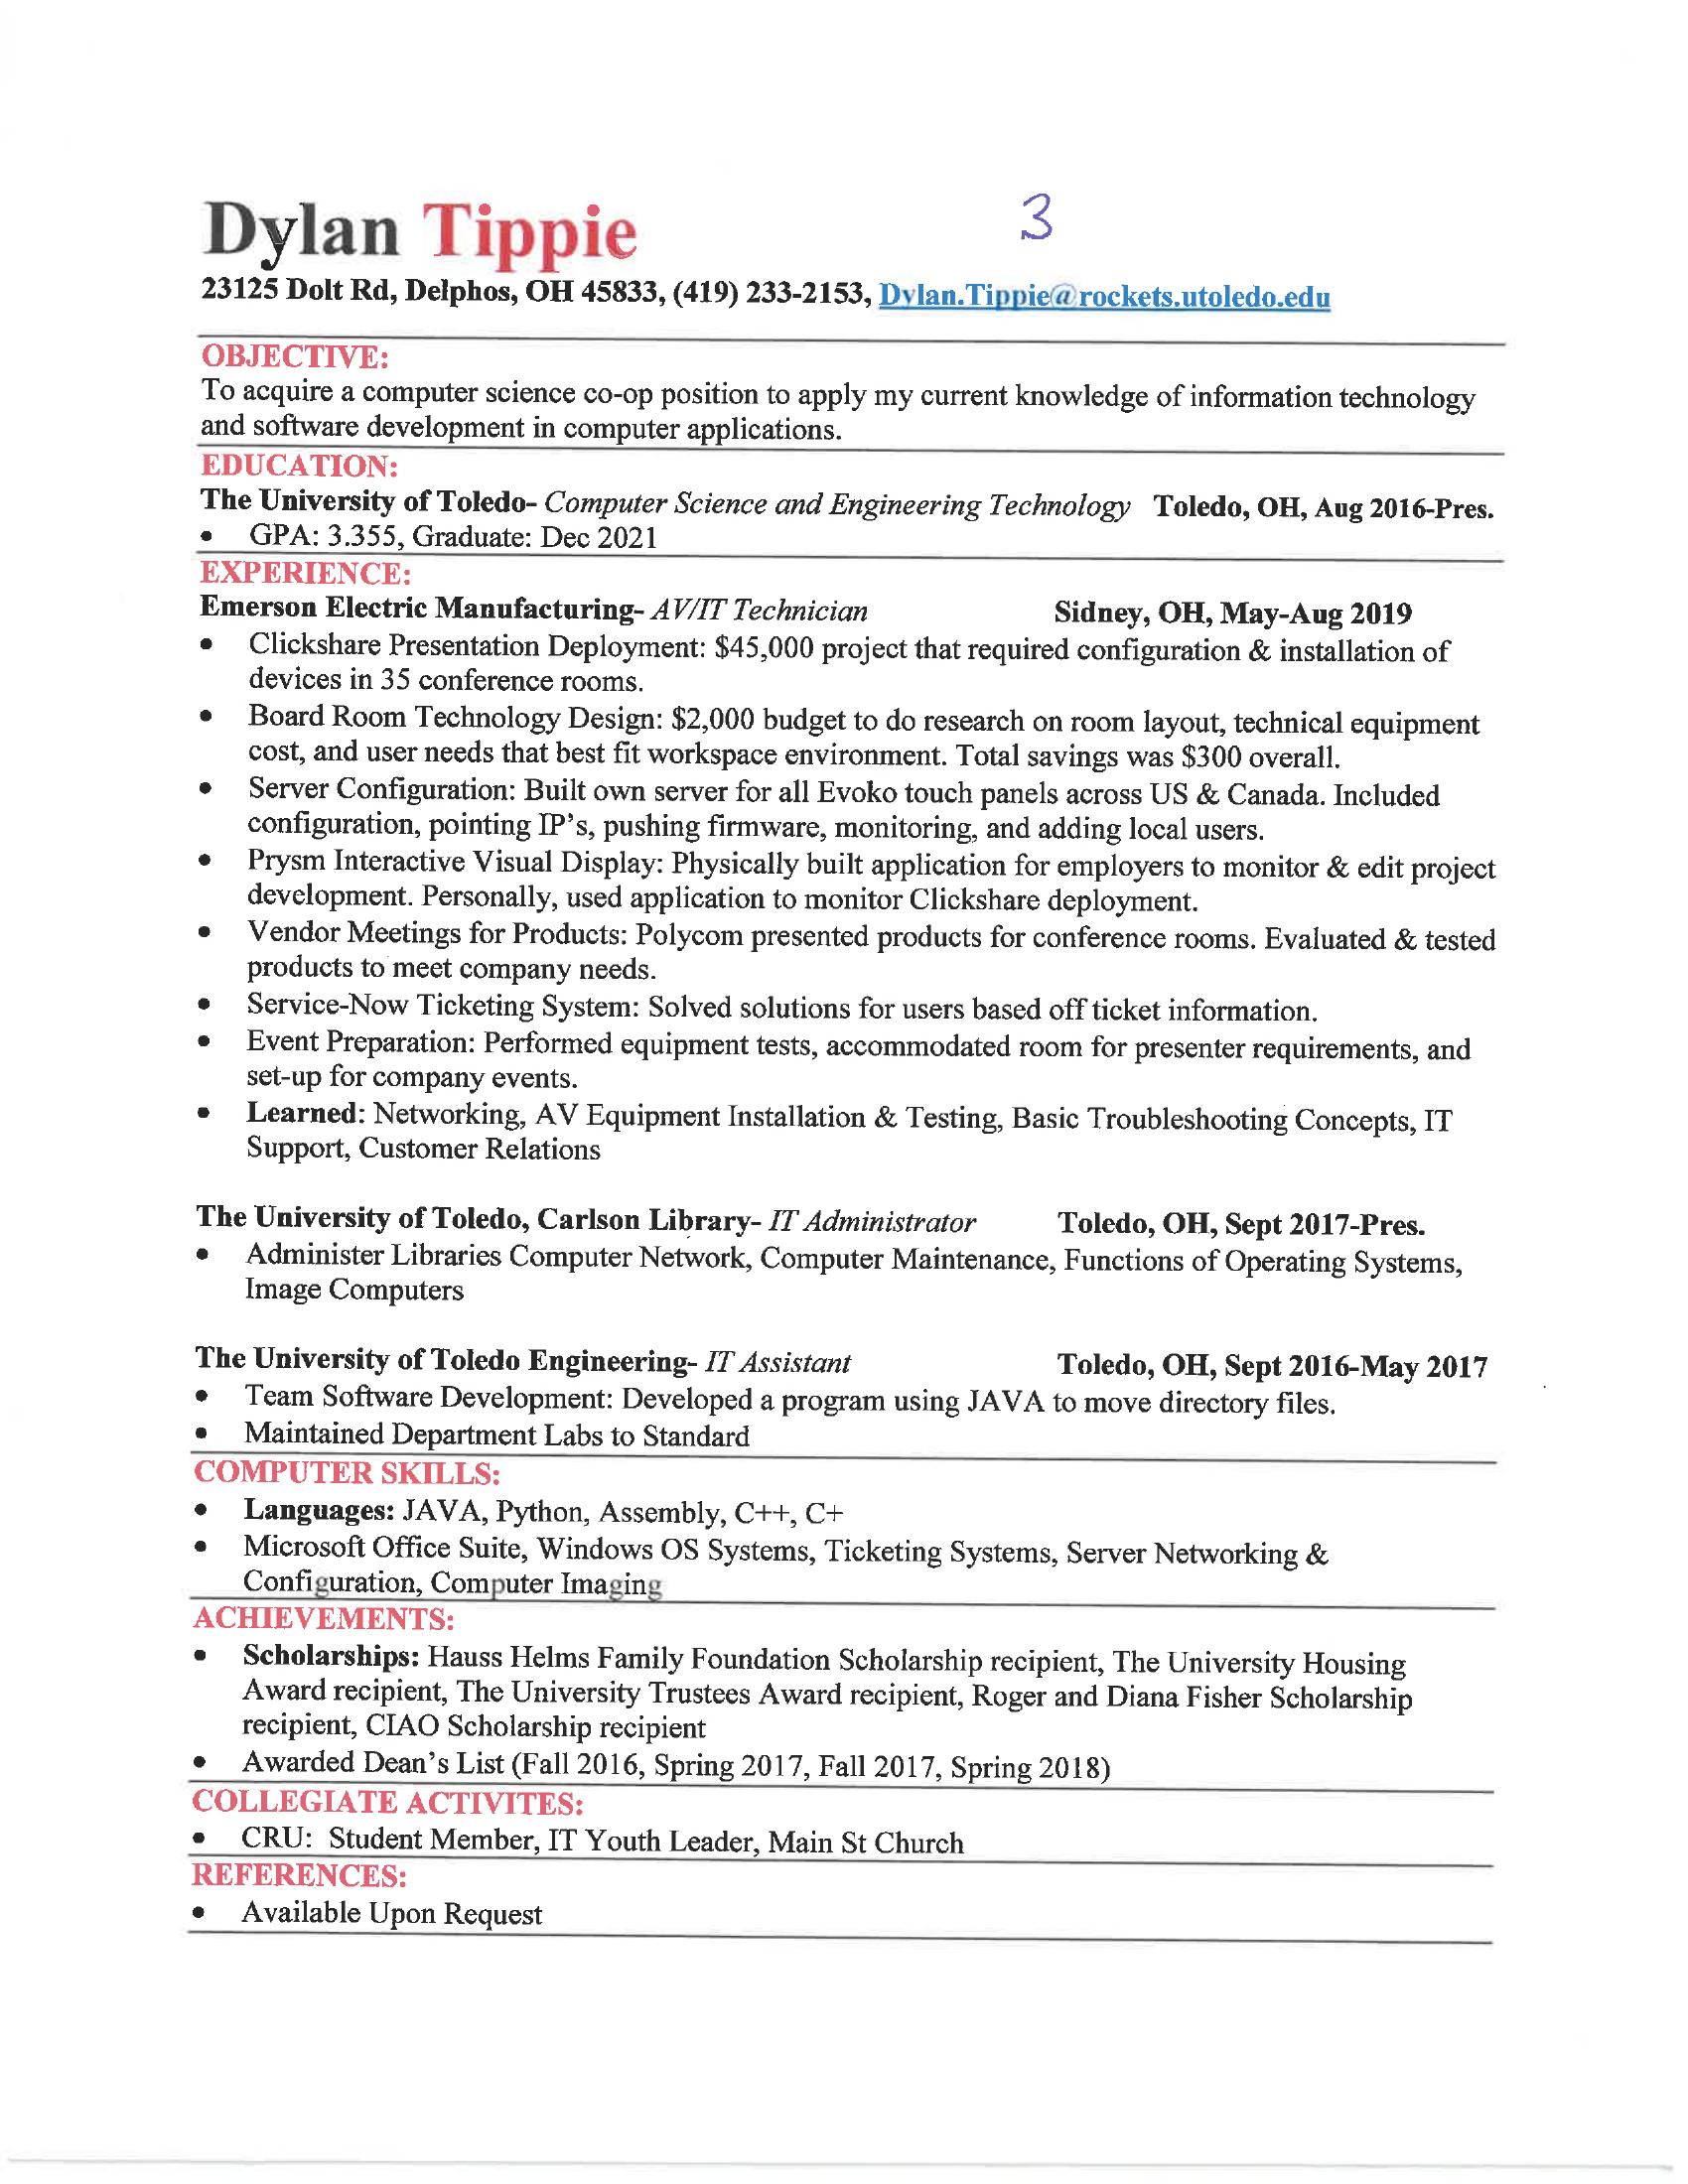 Dylan Tippie
3
23125 Dolt Rd, Delphos, OH 45833, (419) 233-2153, Dylan.Tippie@rockets.utoledo.edu
OBJECTIVE:
To acquire a computer science co-op position to apply my current knowledge of information technology
and software development in computer applications.
EDUCATION:
The University of Toledo- Computer Science and Engineering Technology Toledo, OH, Aug 2016-Pres.
• GPA: 3.355, Graduate: Dec 2021
EXPERIENCE:
Emerson Electric Manufacturing- AV/IT Technician Sidney, OH, May-Aug 2019
• Clickshare Presentation Deployment: $45,000 project that required configuration & installation of
devices in 35 conference rooms.
• Board Room Technology Design: $2,000 budget to do research on room layout, technical equipment
cost, and user needs that best fit workspace environment. Total savings was $300 overall.
• Server Configuration: Built own server for all Evoko touch panels across US & Canada. Included
configuration, pointing IP's, pushing firmware, monitoring, and adding local users.
• Prysm Interactive Visual Display: Physically built application for employers to monitor & edit project
development. Personally, used application to monitor Clickshare deployment.
• Vendor Meetings for Products: Polycom presented products for conference rooms. Evaluated & tested
products to meet company needs.
• Service-Now Ticketing System: Solved solutions for users based off ticket information.
• Event Preparation: Performed equipment tests, accommodated room for presenter requirements, and
set-up for company events.
• Learned: Networking, AV Equipment Installation & Testing, Basic Troubleshooting Concepts, IT
Support, Customer Relations
The University of Toledo, Carlson Library- IT Administrator Toledo, OH, Sept 2017-Pres.
• Administer Libraries Computer Network, Computer Maintenance, Functions of Operating Systems,
Image Computers
The University of Toledo Engineering- IT Assistant Toledo, OH, Sept 2016-May 2017
• Team Software Development: Developed a program using JAVA to move directory files.
• Maintained Department Labs to Standard
COMPUTER SKILLS:
• Languages: JAVA, Python, Assembly, C++, C+
• Microsoft Office Suite, Windows OS Systems, Ticketing Systems, Server Networking &
Configuration, Computer Imaging
ACHIEVEMENTS:
• Scholarships: Hauss Helms Family Foundation Scholarship recipient, The University Housing
Award recipient, The University Trustees Award recipient, Roger and Diana Fisher Scholarship
recipient, CIAO Scholarship recipient
• Awarded Dean's List (Fall 2016, Spring 2017, Fall 2017, Spring 2018)
COLLEGIATE ACTIVITES:
• CRU: Student Member, IT Youth Leader, Main St Church
REFERENCES:
• Available Upon Request